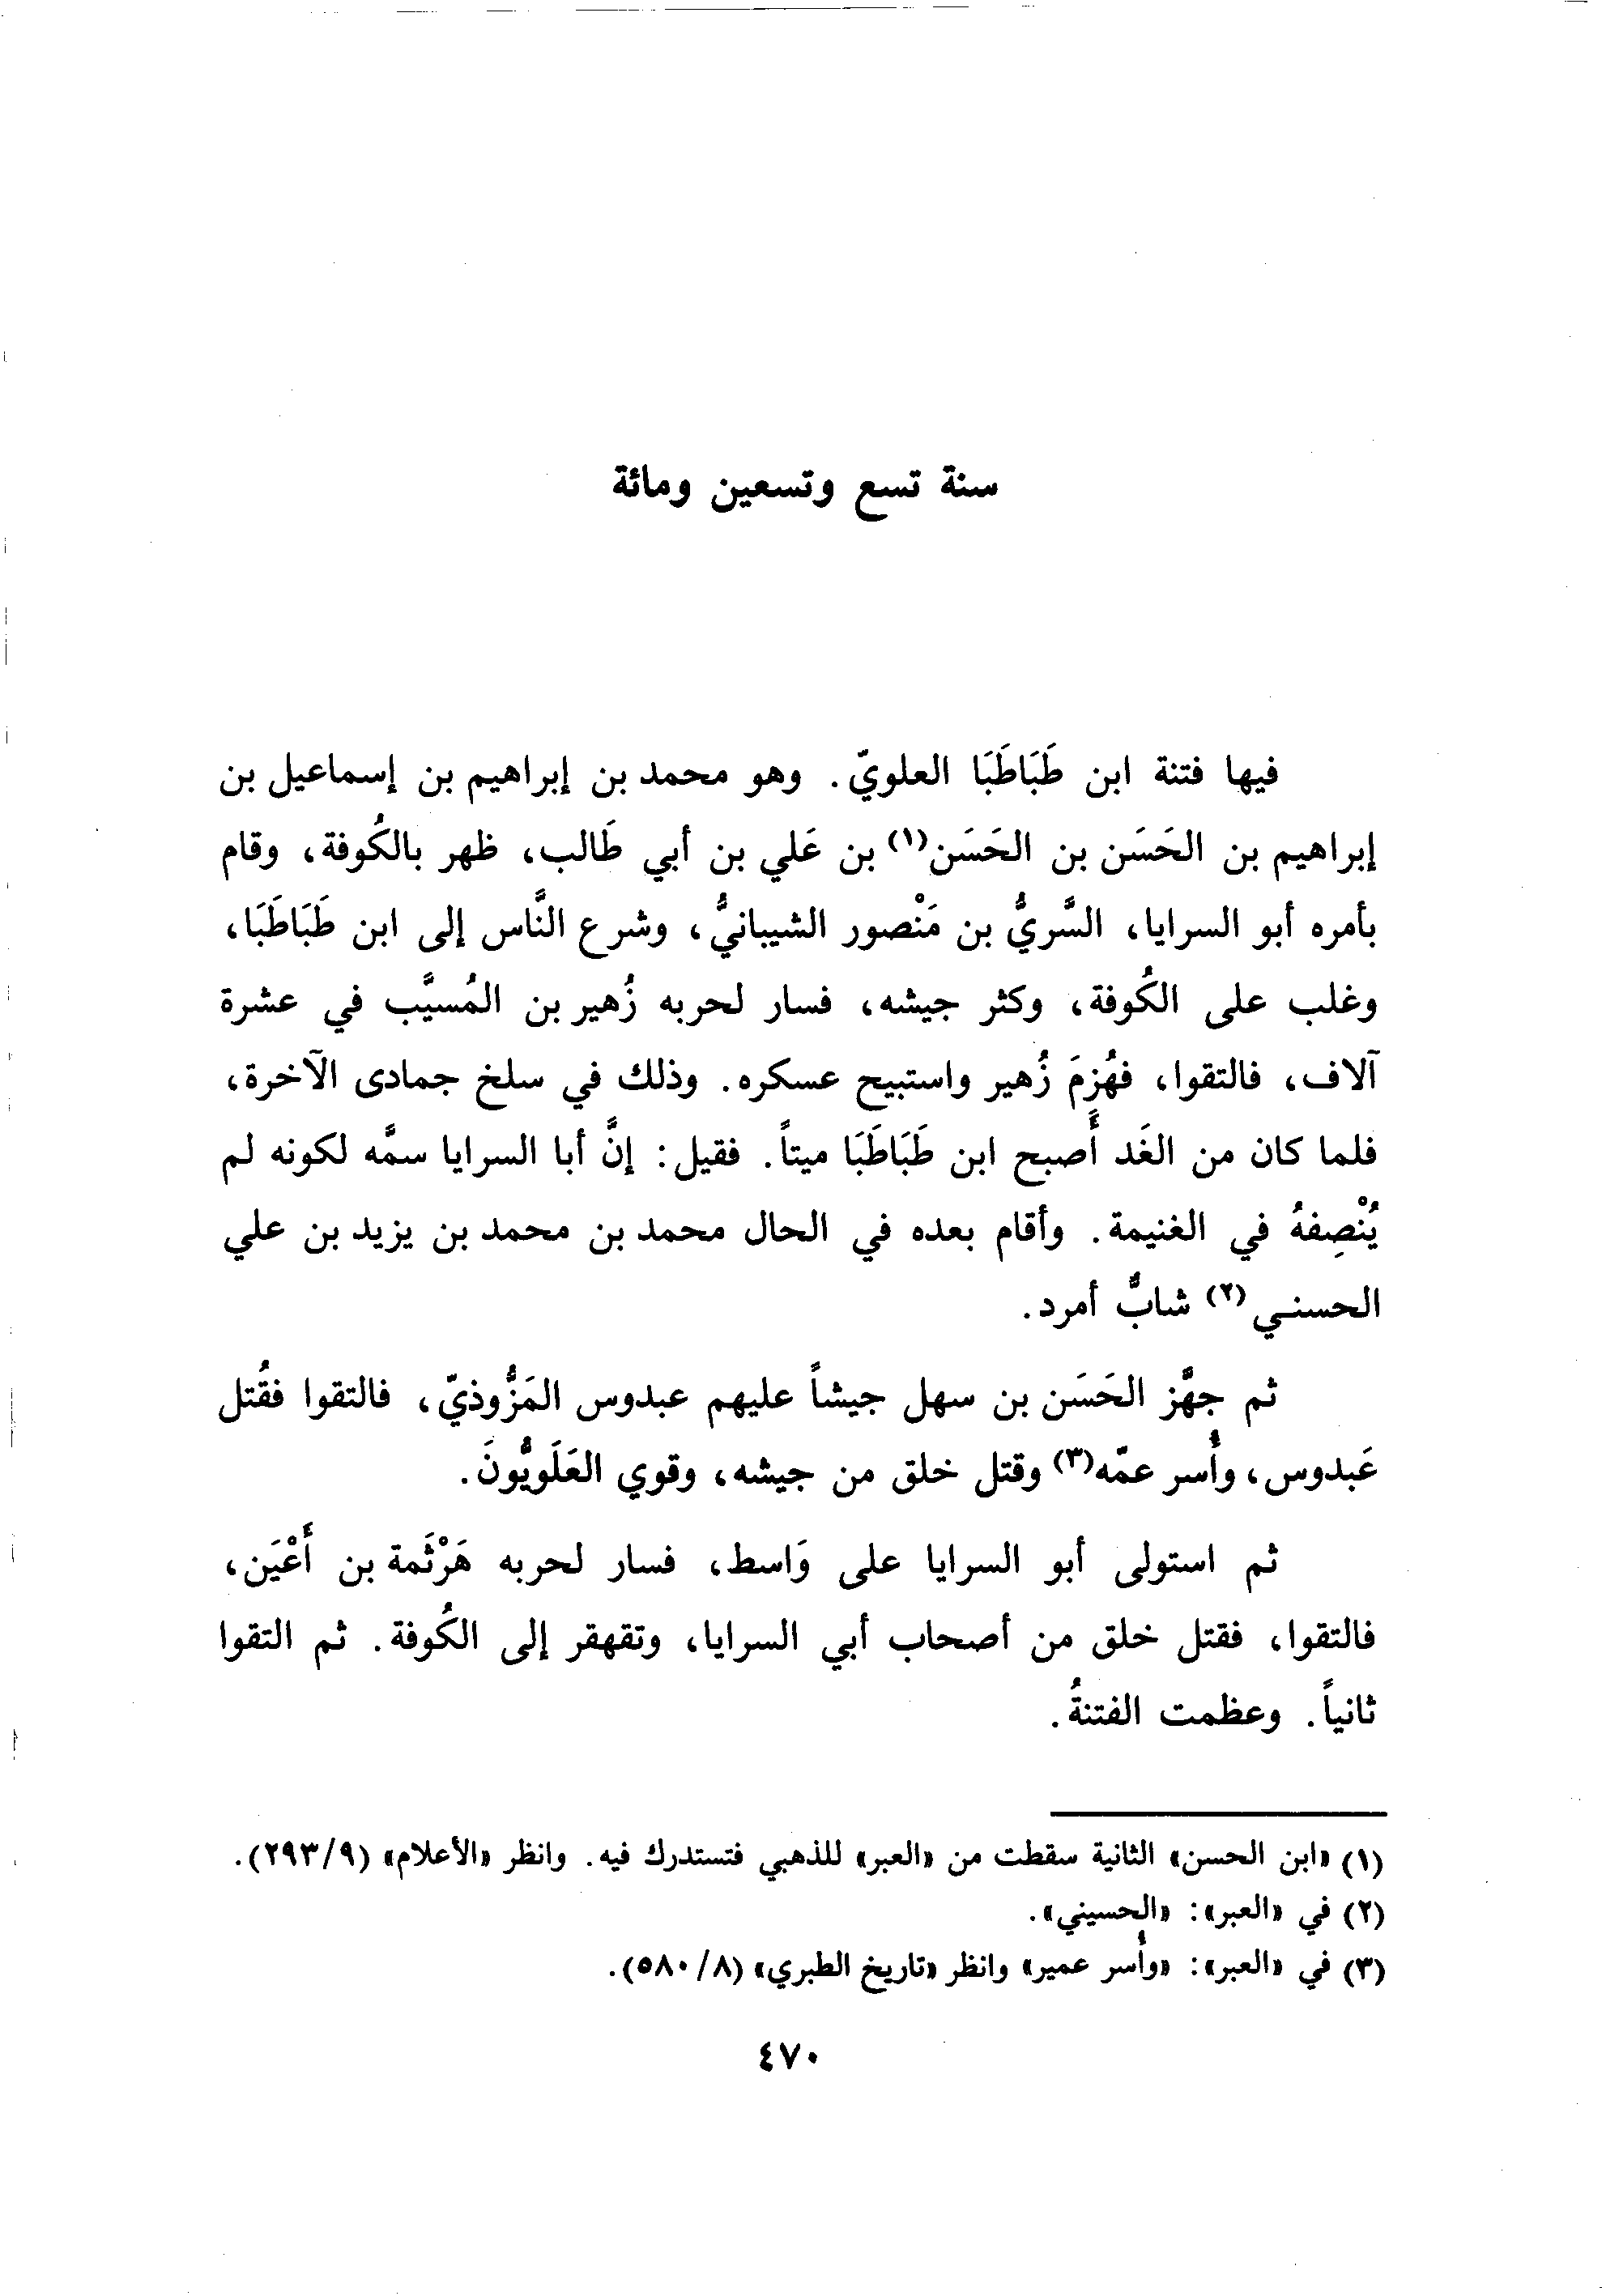 سنة تسع وتسعين ومائة
فيها فتنة ابن طَبَاطَبَا العلويّ. وهو محمد بن إبراهيم بن إسماعيل بن
إبراهيم بن الحَسَن بن الحَسَن(١) بن عَلي بن أبي طَالب، ظهر بالكُوفة، وقام
بأمره أبو السرايا، السَّريُّ بن مَنْصور الشيبانيُّ، وشرع النَّاس إلى ابن طَبَاطَبَا،
وغلب على الكُوفة، وكثر جيشه، فسار لحربه زُهير بن المُسيَّب في عشرة
آلاف، فالتقوا، فهُزِمَ زُهير واستبيح عسكره. وذلك في سلخ جمادى الآخرة،
فلما كان من الغَد أَصبح ابن طَبَاطَبَا ميتاً. فقيل: إنَّ أبا السرايا سمَّه لكونه لم
يُنْصِفهُ في الغنيمة. وأقام بعده في الحال محمد بن محمد بن يزيد بن علي
الحسني(٢) شابٌّ أمرد.
ثم جهَّز الحَسَن بن سهل جيشاً عليهم عبدوس المَرُّوذيّ، فالتقوا فقُتل
عَبدوس، وأُسر عمّه(٣) وقتل خلق من جيشه، وقوي العَلَويُّونَ.
ثم استولى أبو السرايا على وَاسط، فسار لحربه هَرْثَمة بن أَعْيَن،
فالتقوا، فقتل خلق من أصحاب أبي السرايا، وتقهقر إلى الكُوفة. ثم التقوا
ثانياً. وعظمت الفتنةُ.
(١) «ابن الحسن» الثانية سقطت من «العبر» للذهبي فتستدرك فيه. وانظر «الأعلام» (٢٩٣/٩).
(٢) في «العبر»: «الحسيني».
(٣) في «العبر»: «وأُسر عمير» وانظر «تاريخ الطبري» (٥٨٠/٨).
٤٧٠